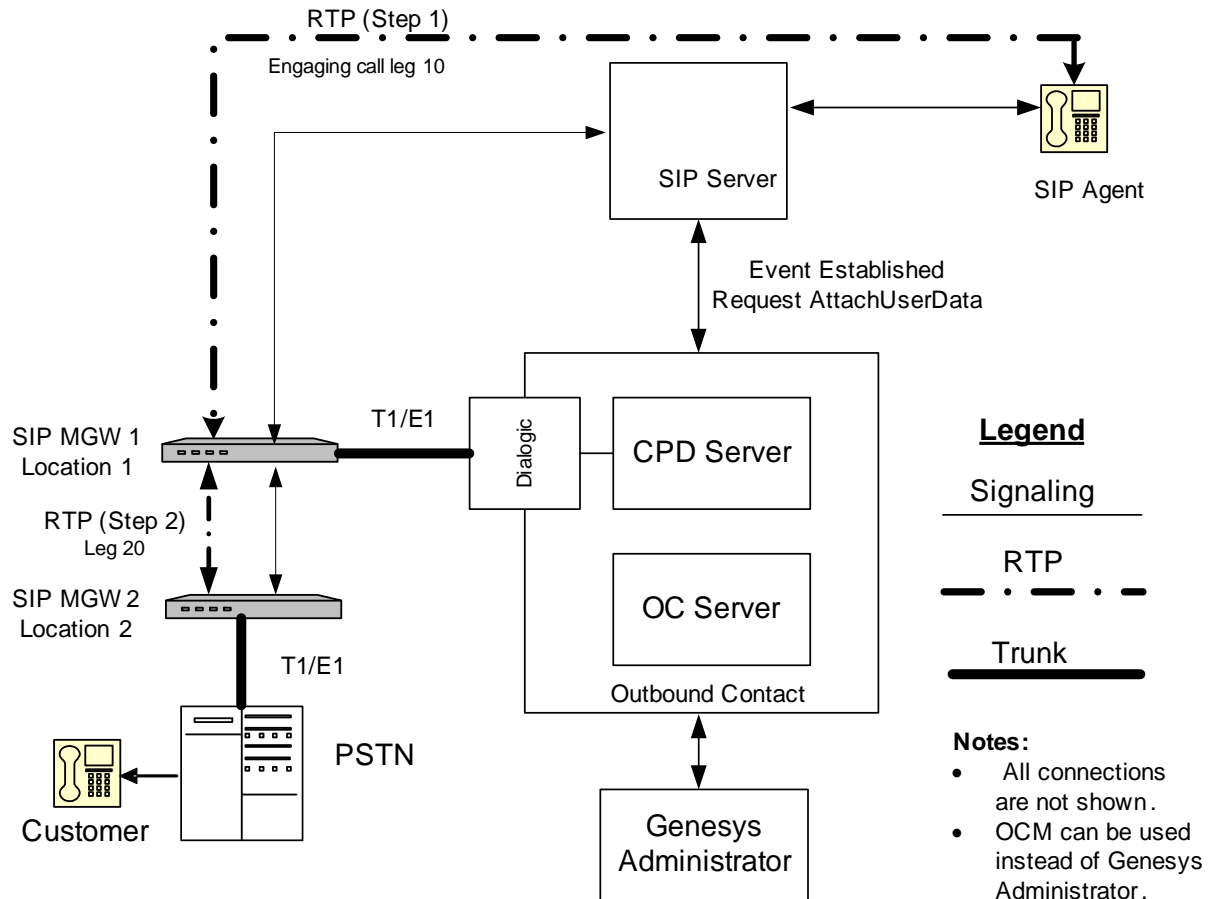 RTP (Step 1)
Engaging call leg 10
SIP Server
SIP Agent
Event Established
Request AttachUserData
T1/E1
SIP MGW 1
Location 1
Dialogic
CPD Server
Legend
Signaling
RTP (Step 2)
Leg 20
RTP
SIP MGW 2
Location 2
OC Server
T1/E1
Trunk
Outbound Contact
PSTN
Customer
Genesys
Administrator
Notes:
• All connections
are not shown.
• OCM can be used
instead of Genesys
Administrator.